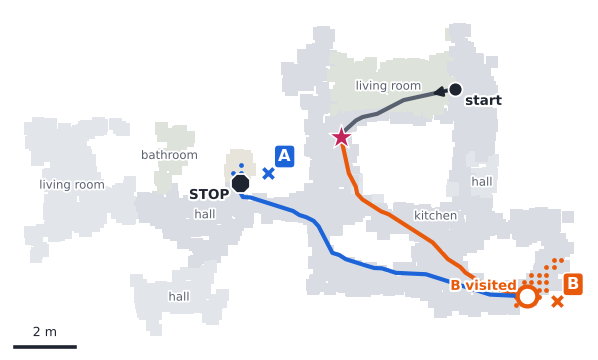 living room
start
A
bathroom
living room
STOP
hall
hall
kitchen
B visited
B
hall
2 m